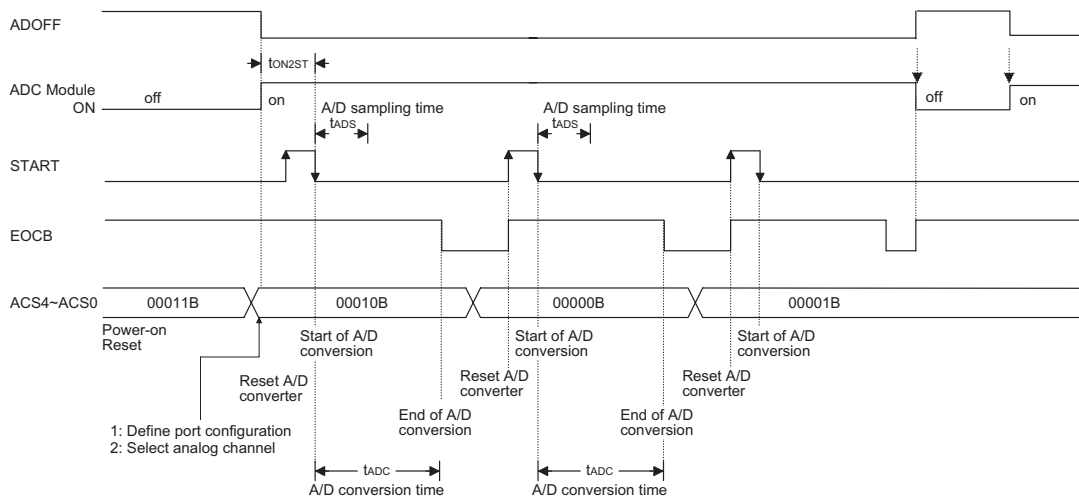 ADOFF
tON2ST
ADC Module
ON
off
on
off
on
A/D sampling time
tADS
A/D sampling time
tADS
START
EOCB
ACS4~ACS0
00011B
00010B
00000B
00001B
Power-on
Reset
Start of A/D
conversion
Start of A/D
conversion
Start of A/D
conversion
Reset A/D
converter
Reset A/D
converter
Reset A/D
converter
End of A/D
conversion
End of A/D
conversion
1: Define port configuration
2: Select analog channel
tADC
A/D conversion time
tADC
A/D conversion time